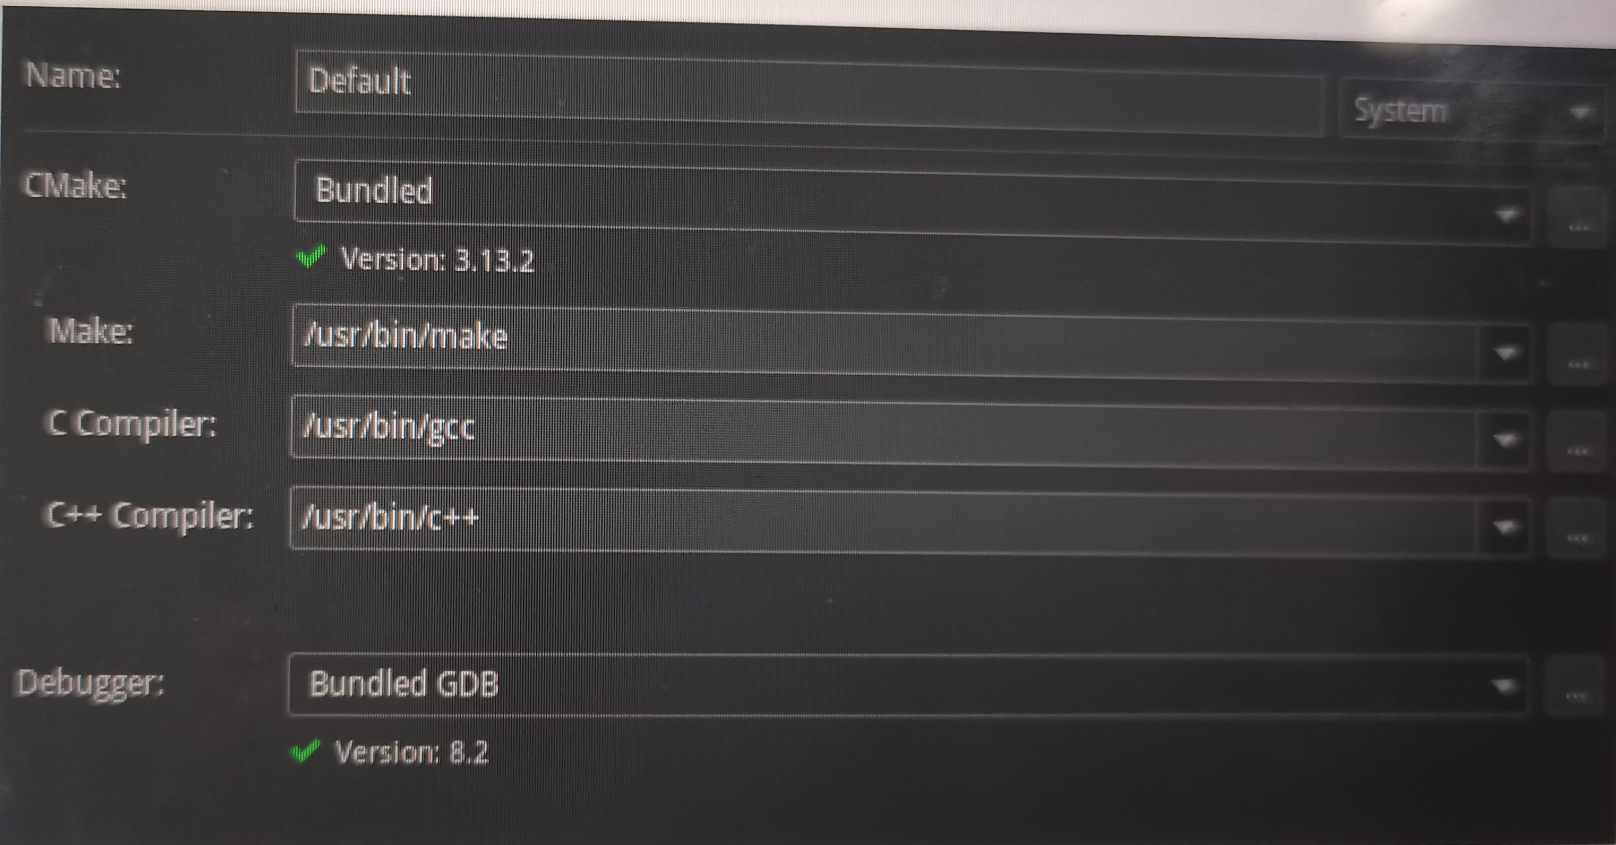 Name: Default System
CMake: Bundled ...
Version: 3.13.2
Make: /usr/bin/make ...
C Compiler: /usr/bin/gcc ...
C++ Compiler: /usr/bin/c++ ...
Debugger: Bundled GDB ...
Version: 8.2